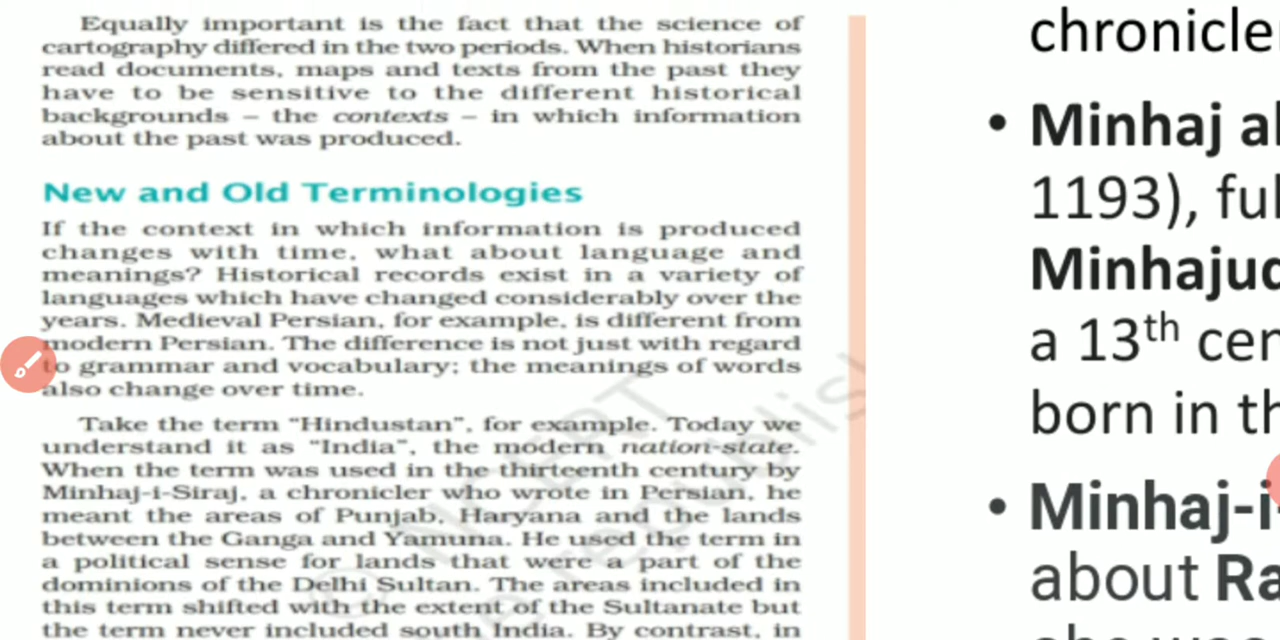 Equally important is the fact that the science of
cartography differed in the two periods. When historians
read documents, maps and texts from the past they
have to be sensitive to the different historical
backgrounds – the contexts – in which information
about the past was produced.
New and Old Terminologies
If the context in which information is produced
changes with time, what about language and
meanings? Historical records exist in a variety of
languages which have changed considerably over the
years. Medieval Persian, for example, is different from
modern Persian. The difference is not just with regard
to grammar and vocabulary; the meanings of words
also change over time.
Take the term “Hindustan”, for example. Today we
understand it as “India”, the modern nation-state.
When the term was used in the thirteenth century by
Minhaj-i-Siraj, a chronicler who wrote in Persian, he
meant the areas of Punjab, Haryana and the lands
between the Ganga and Yamuna. He used the term in
a political sense for lands that were a part of the
dominions of the Delhi Sultan. The areas included in
this term shifted with the extent of the Sultanate but
the term never included south India. By contrast, in
© NCERT
republish
chronicle
• Minhaj al
1193), ful
Minhajud
a 13th cen
born in th
• Minhaj-i-
about Ra